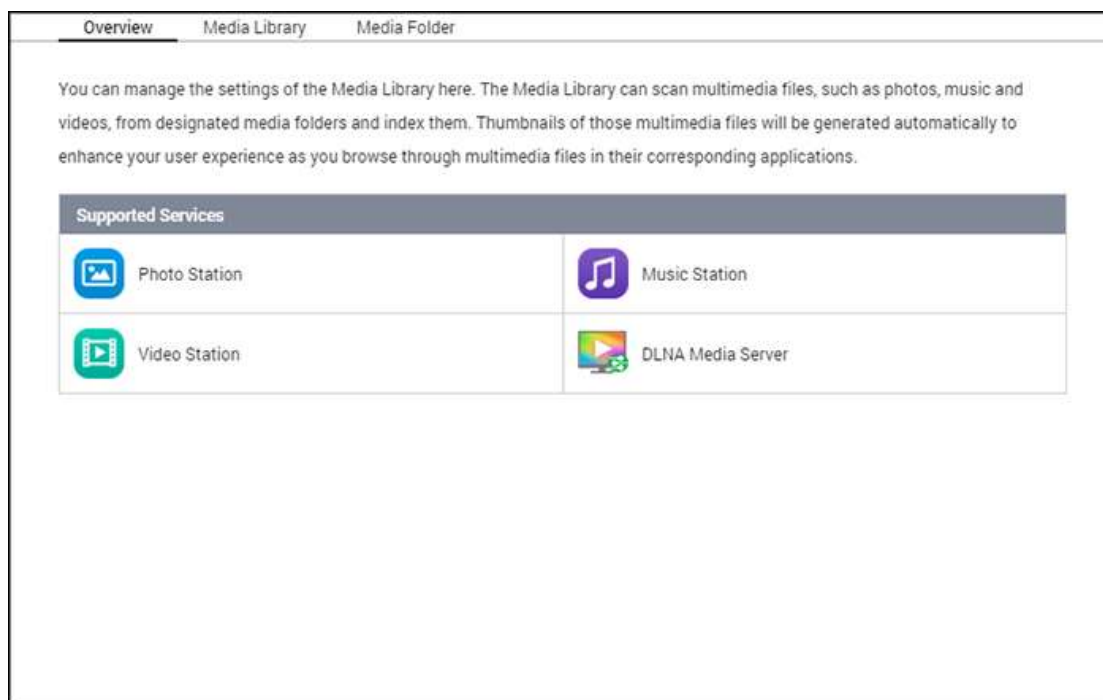 Overview Media Library Media Folder
You can manage the settings of the Media Library here. The Media Library can scan multimedia files, such as photos, music and
videos, from designated media folders and index them. Thumbnails of those multimedia files will be generated automatically to
enhance your user experience as you browse through multimedia files in their corresponding applications.
Supported Services
Photo Station Music Station
Video Station DLNA Media Server